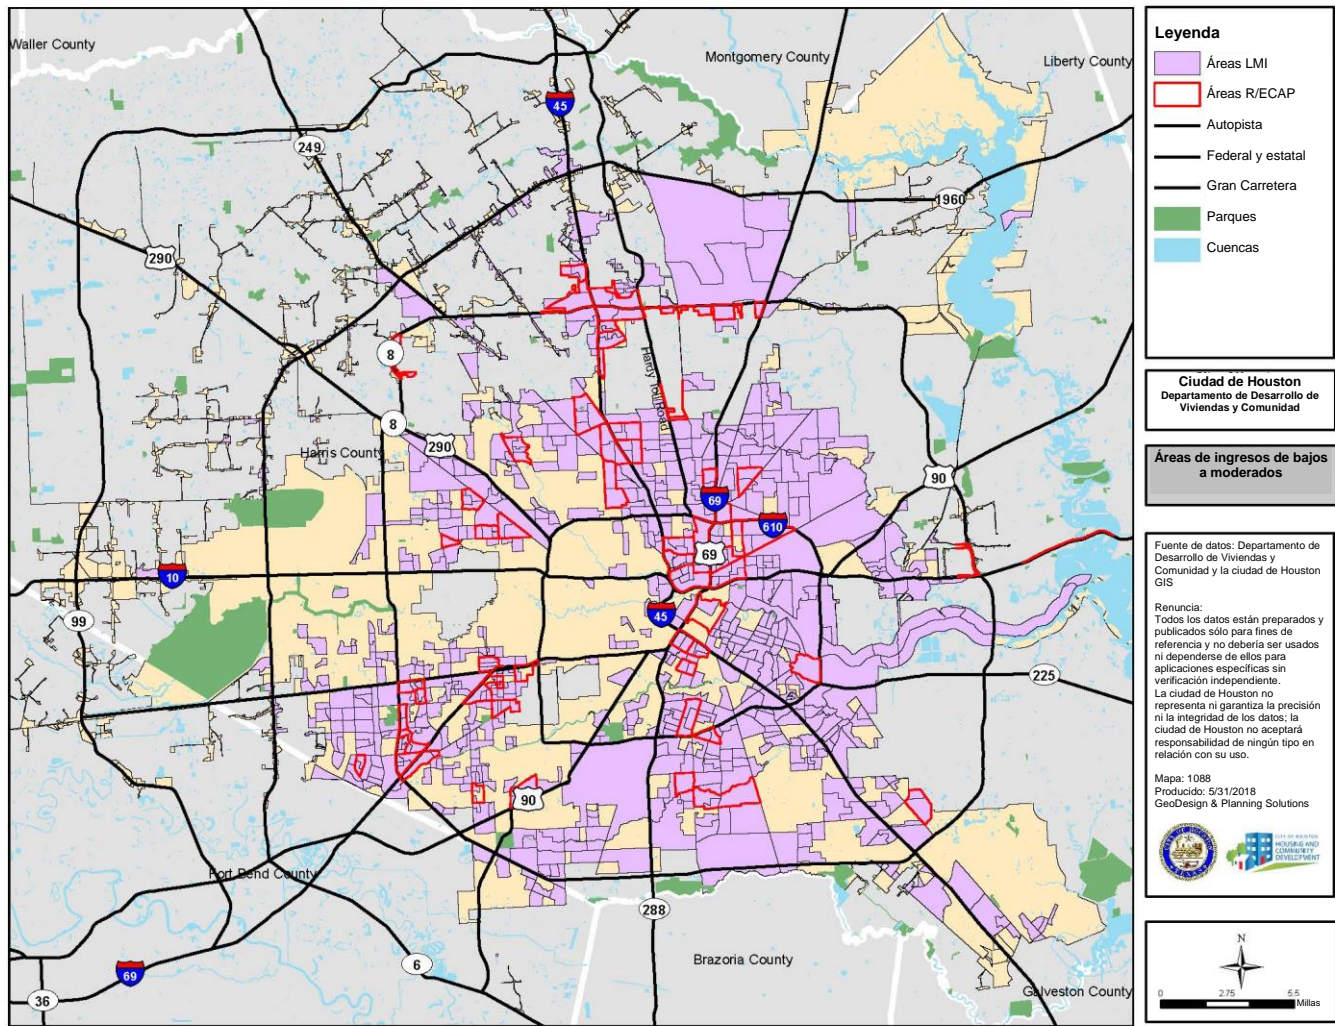 Waller County
Montgomery County
Liberty County
45
249
1960
290
8
Hardy Toll Road
8
290
Harris County
90
69
610
69
10
45
99
225
90
Fort Bend County
288
6
Brazoria County
69
36
Galveston County
Leyenda
Áreas LMI
Áreas R/ECAP
Autopista
Federal y estatal
Gran Carretera
Parques
Cuencas
Ciudad de Houston
Departamento de Desarrollo de
Viviendas y Comunidad
Áreas de ingresos de bajos
a moderados
Fuente de datos: Departamento de
Desarrollo de Viviendas y
Comunidad y la ciudad de Houston
GIS
Renuncia:
Todos los datos están preparados y
publicados sólo para fines de
referencia y no debería ser usados
ni dependerse de ellos para
aplicaciones específicas sin
verificación independiente.
La ciudad de Houston no
representa ni garantiza la precisión
ni la integridad de los datos; la
ciudad de Houston no aceptará
responsabilidad de ningún tipo en
relación con su uso.
Mapa: 1088
Producido: 5/31/2018
GeoDesign & Planning Solutions
CITY OF HOUSTON
HOUSING AND
COMMUNITY
DEVELOPMENT
N
0 2.75 5.5
Millas